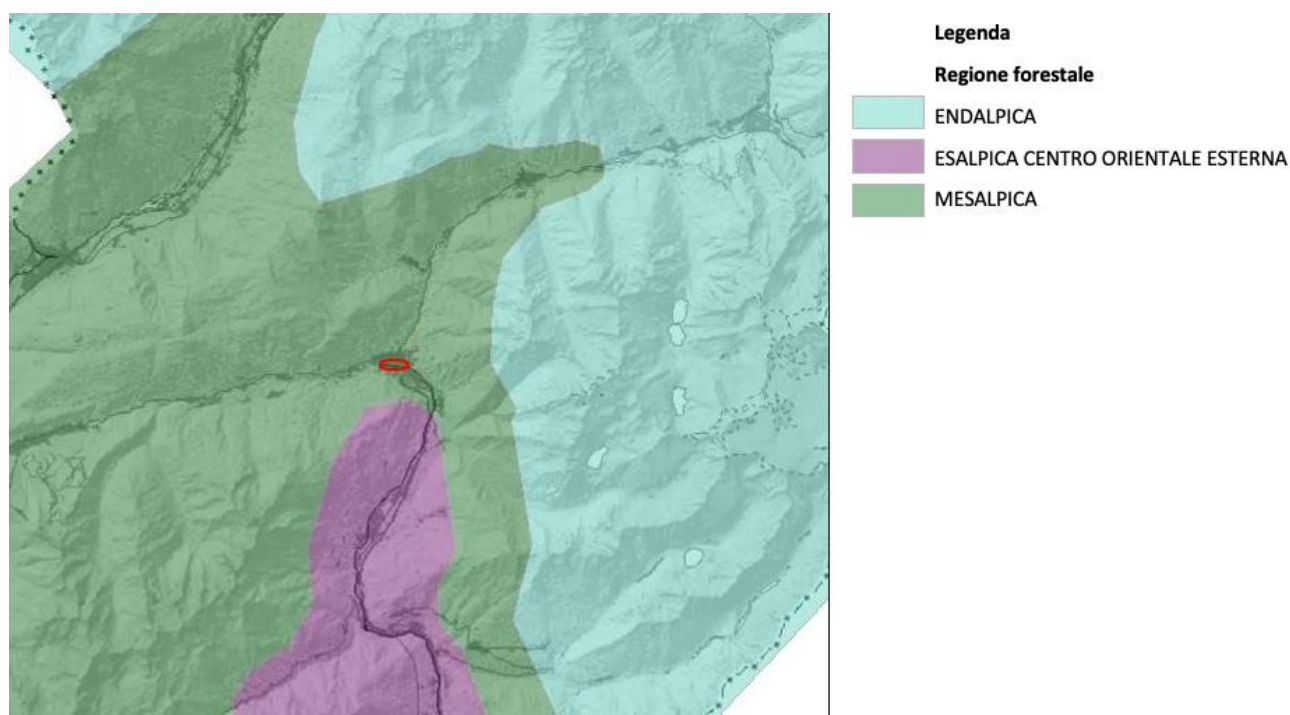 Legenda
Regione forestale
ENDALPICA
ESALPICA CENTRO ORIENTALE ESTERNA
MESALPICA